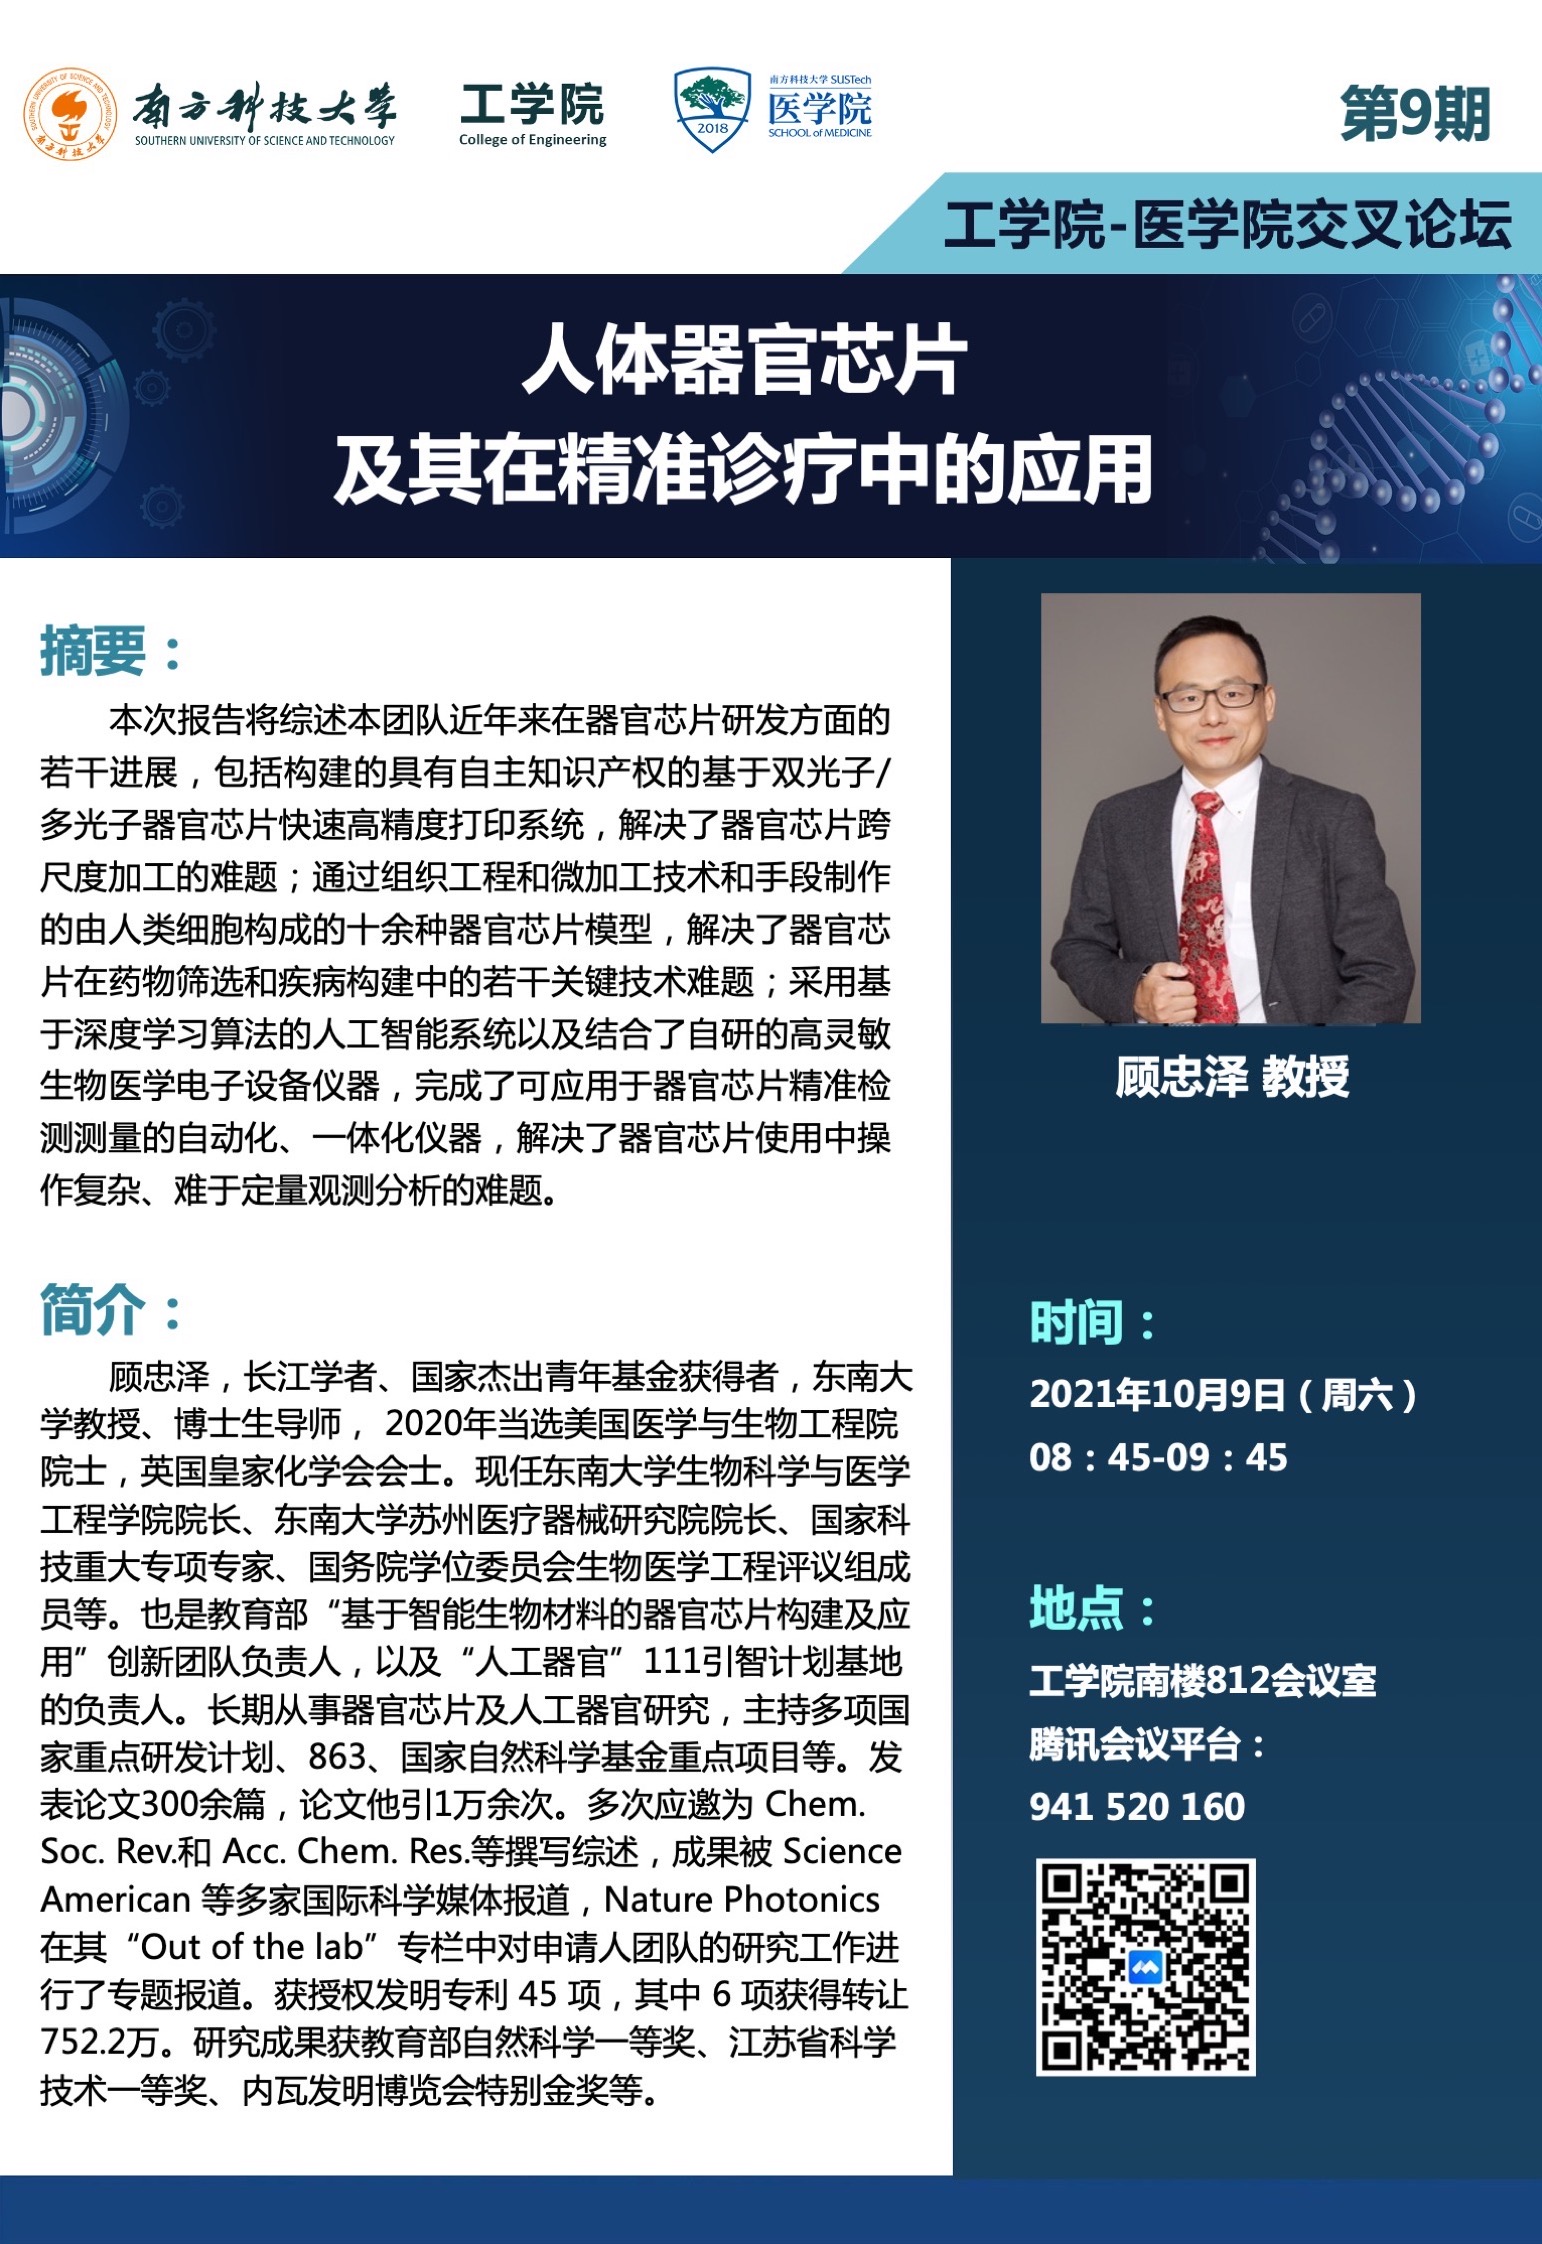 南方科技大学
SOUTHERN UNIVERSITY OF SCIENCE AND TECHNOLOGY
工学院
College of Engineering
2018
南方科技大学 SUSTech
医学院
SCHOOL of MEDICINE
第9期
工学院-医学院交叉论坛
人体器官芯片
及其在精准诊疗中的应用
摘要：
本次报告将综述本团队近年来在器官芯片研发方面的
若干进展，包括构建的具有自主知识产权的基于双光子/
多光子器官芯片快速高精度打印系统，解决了器官芯片跨
尺度加工的难题；通过组织工程和微加工技术和手段制作
的由人类细胞构成的十余种器官芯片模型，解决了器官芯
片在药物筛选和疾病构建中的若干关键技术难题；采用基
于深度学习算法的人工智能系统以及结合了自研的高灵敏
生物医学电子设备仪器，完成了可应用于器官芯片精准检
测测量的自动化、一体化仪器，解决了器官芯片使用中操
作复杂、难于定量观测分析的难题。
简介：
顾忠泽，长江学者、国家杰出青年基金获得者，东南大
学教授、博士生导师， 2020年当选美国医学与生物工程院
院士，英国皇家化学会会士。现任东南大学生物科学与医学
工程学院院长、东南大学苏州医疗器械研究院院长、国家科
技重大专项专家、国务院学位委员会生物医学工程评议组成
员等。也是教育部“基于智能生物材料的器官芯片构建及应
用”创新团队负责人，以及“人工器官”111引智计划基地
的负责人。长期从事器官芯片及人工器官研究，主持多项国
家重点研发计划、863、国家自然科学基金重点项目等。发
表论文300余篇，论文他引1万余次。多次应邀为 Chem.
Soc. Rev.和 Acc. Chem. Res.等撰写综述，成果被 Science
American 等多家国际科学媒体报道，Nature Photonics
在其“Out of the lab”专栏中对申请人团队的研究工作进
行了专题报道。获授权发明专利 45 项，其中 6 项获得转让
752.2万。研究成果获教育部自然科学一等奖、江苏省科学
技术一等奖、内瓦发明博览会特别金奖等。
顾忠泽 教授
时间：
2021年10月9日（周六）
08：45-09：45
地点：
工学院南楼812会议室
腾讯会议平台：
941 520 160